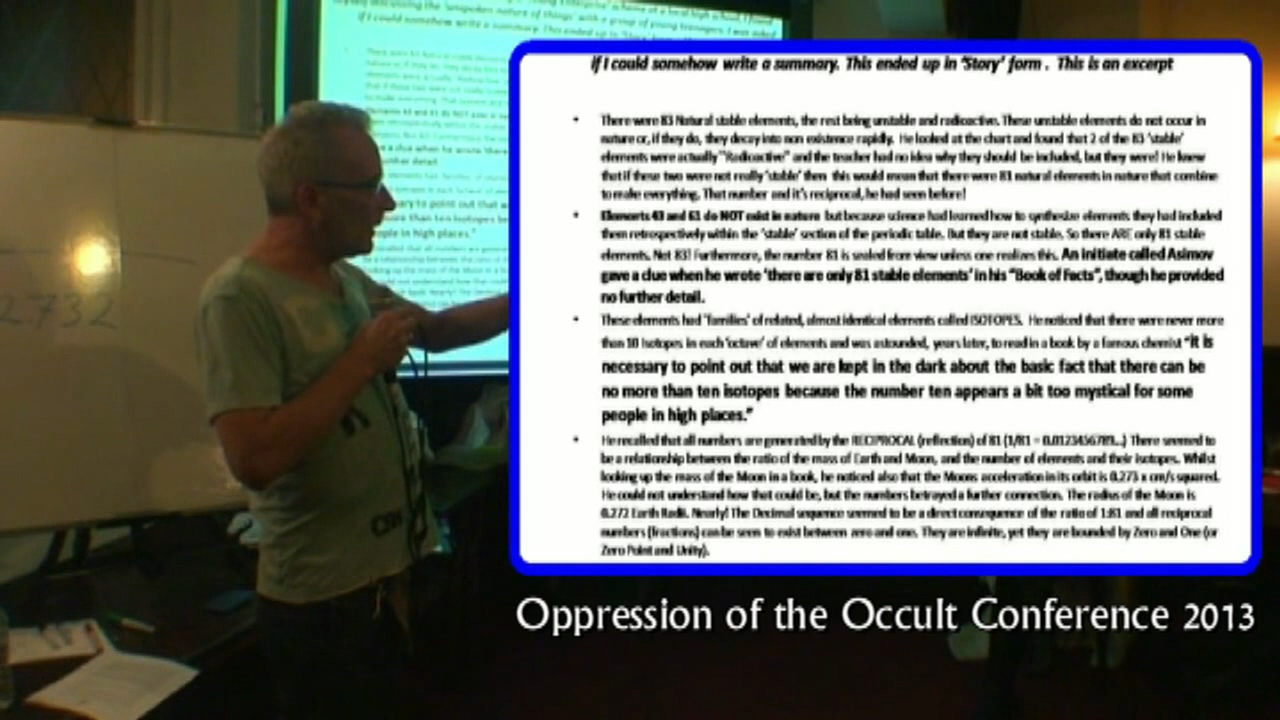 2732
if I could somehow write a summary. This ended up in 'Story' form . This is an excerpt
• There were 83 Natural stable elements, the rest being unstable and radioactive. These unstable elements do not occur in
nature or, if they do, they decay into non existence rapidly. He looked at the chart and found that 2 of the 83 'stable'
elements were actually "Radioactive" and the teacher had no idea why they should be included, but they were! He knew
that if these two were not really 'stable' then this would mean that there were 81 natural elements in nature that combine
to make everything. That number and it's reciprocal, he had seen before!
• Elements 43 and 61 do NOT exist in nature but because science had learned how to synthesize elements they had included
them retrospectively within the 'stable' section of the periodic table. But they are not stable. So there ARE only 81 stable
elements. Not 83! Furthermore, the number 81 is sealed from view unless one realizes this. An initiate called Asimov
gave a clue when he wrote 'there are only 81 stable elements' in his "Book of Facts", though he provided
no further detail.
• These elements had 'families' of related, almost identical elements called ISOTOPES. He noticed that there were never more
than 10 Isotopes in each 'octave' of elements and was astounded, years later, to read in a book by a famous chemist "it is
necessary to point out that we are kept in the dark about the basic fact that there can be
no more than ten isotopes because the number ten appears a bit too mystical for some
people in high places."
• He recalled that all numbers are generated by the RECIPROCAL (reflection) of 81 (1/81 = 0.0123456789...) There seemed to
be a relationship between the ratio of the mass of Earth and Moon, and the number of elements and their isotopes. Whilst
looking up the mass of the Moon in a book, he noticed also that the Moons acceleration in its orbit is 0.273 x cm/s squared.
He could not understand how that could be, but the numbers betrayed a further connection. The radius of the Moon is
0.272 Earth Radii. Nearly! The Decimal sequence seemed to be a direct consequence of the ratio of 1:81 and all reciprocal
numbers (fractions) can be seen to exist between zero and one. They are infinite, yet they are bounded by Zero and One (or
Zero Point and Unity).
Oppression of the Occult Conference 2013